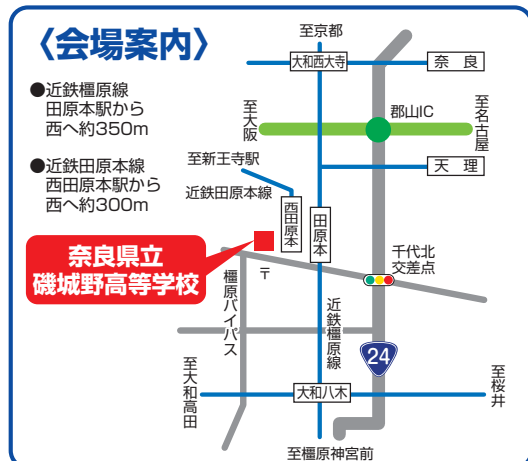 〈会場案内〉
●近鉄橿原線
田原本駅から
西へ約350m
●近鉄田原本線
西田原本駅から
西へ約300m
奈良県立
磯城野高等学校
至京都
大和西大寺
奈良
至大阪
郡山IC
至名古屋
至新王寺駅
天理
近鉄田原本線
西田原本
田原本
千代北
交差点
〒
橿原バイパス
近鉄橿原線
24
至大和高田
大和八木
至桜井
至橿原神宮前